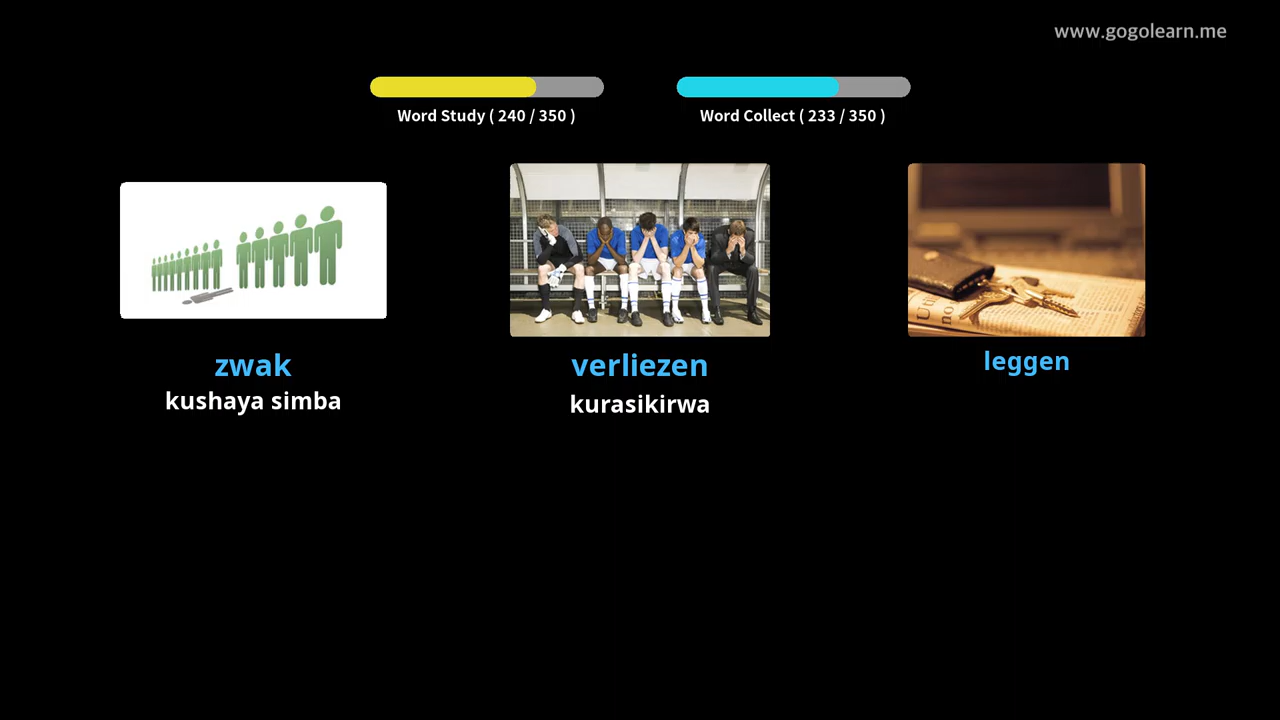 www.gogolearn.me
Word Study ( 240 / 350 )
Word Collect ( 233 / 350 )
zwak
kushaya simba
verliezen
kurasikirwa
leggen